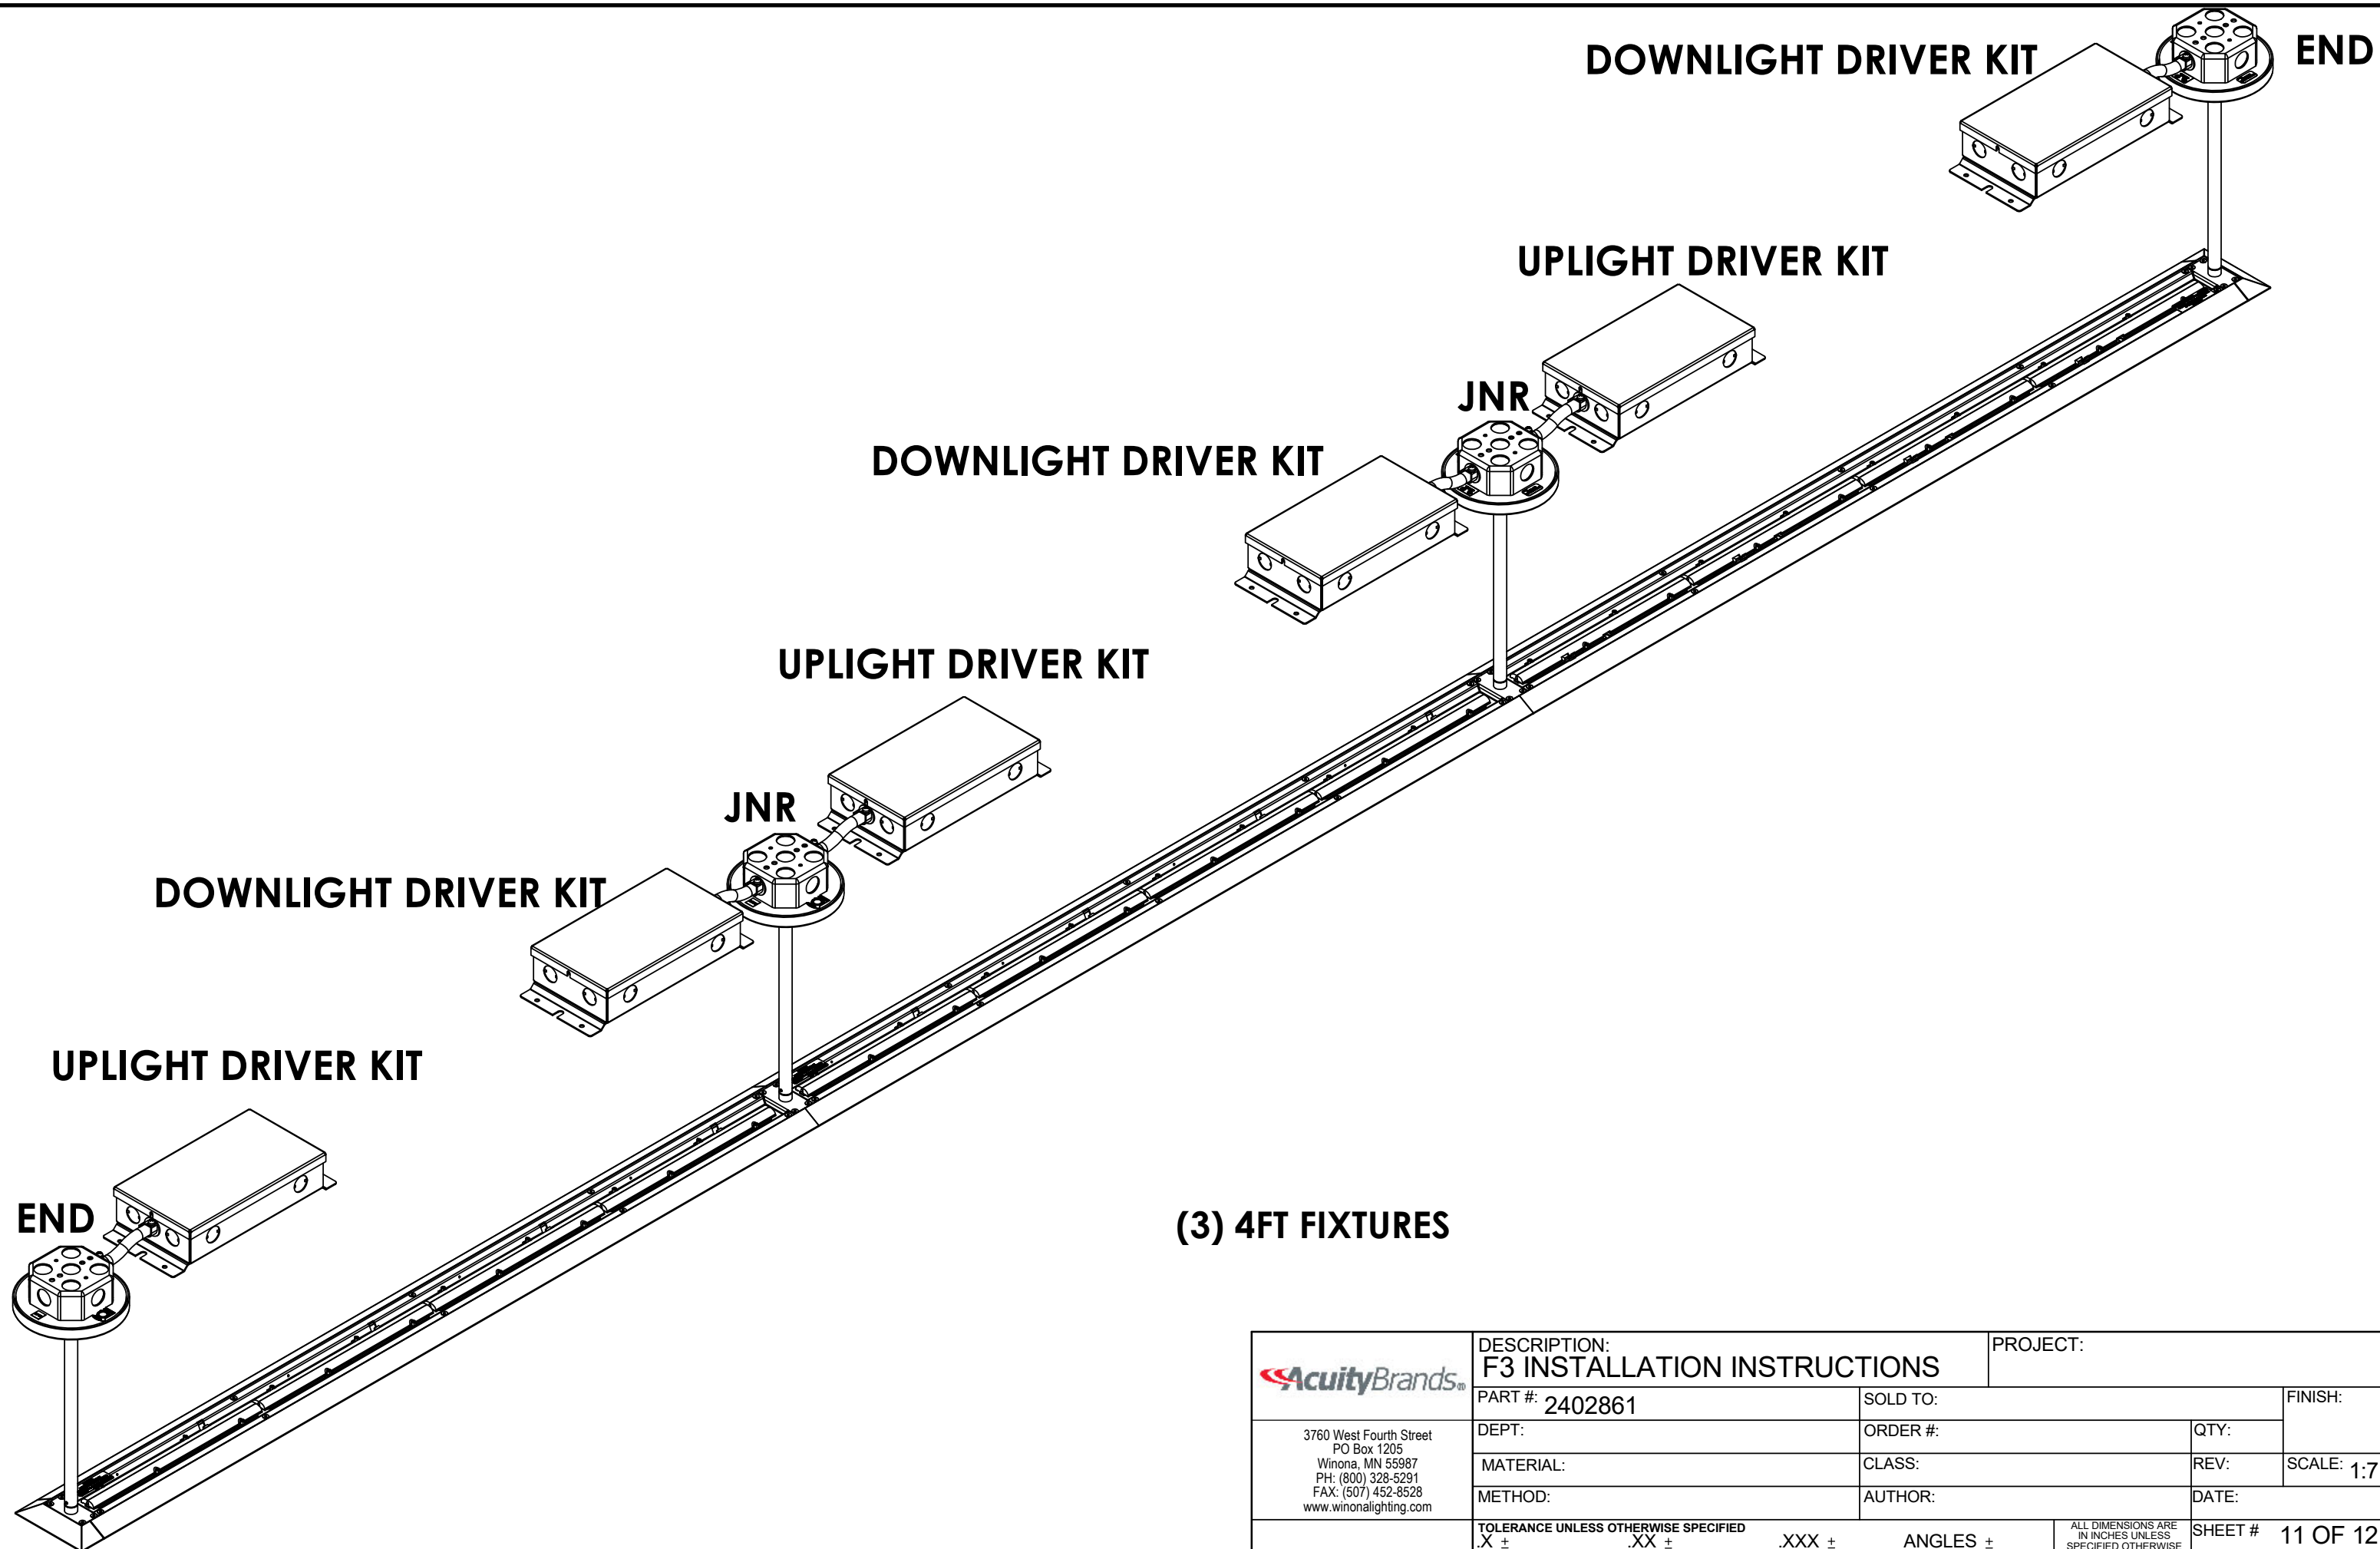 DOWNLIGHT DRIVER KIT
END
UPLIGHT DRIVER KIT
JNR
DOWNLIGHT DRIVER KIT
UPLIGHT DRIVER KIT
JNR
DOWNLIGHT DRIVER KIT
UPLIGHT DRIVER KIT
END
(3) 4FT FIXTURES
AcuityBrands®
3760 West Fourth Street
PO Box 1205
Winona, MN 55987
PH: (800) 328-5291
FAX: (507) 452-8528
www.winonalighting.com
DESCRIPTION:
F3 INSTALLATION INSTRUCTIONS
PROJECT:
PART #: 2402861
SOLD TO:
FINISH:
DEPT:
ORDER #:
QTY:
MATERIAL:
CLASS:
REV:
SCALE: 1:7
METHOD:
AUTHOR:
DATE:
TOLERANCE UNLESS OTHERWISE SPECIFIED
.X ± .XX ± .XXX ± ANGLES ±
ALL DIMENSIONS ARE
IN INCHES UNLESS
SPECIFIED OTHERWISE
SHEET # 11 OF 12